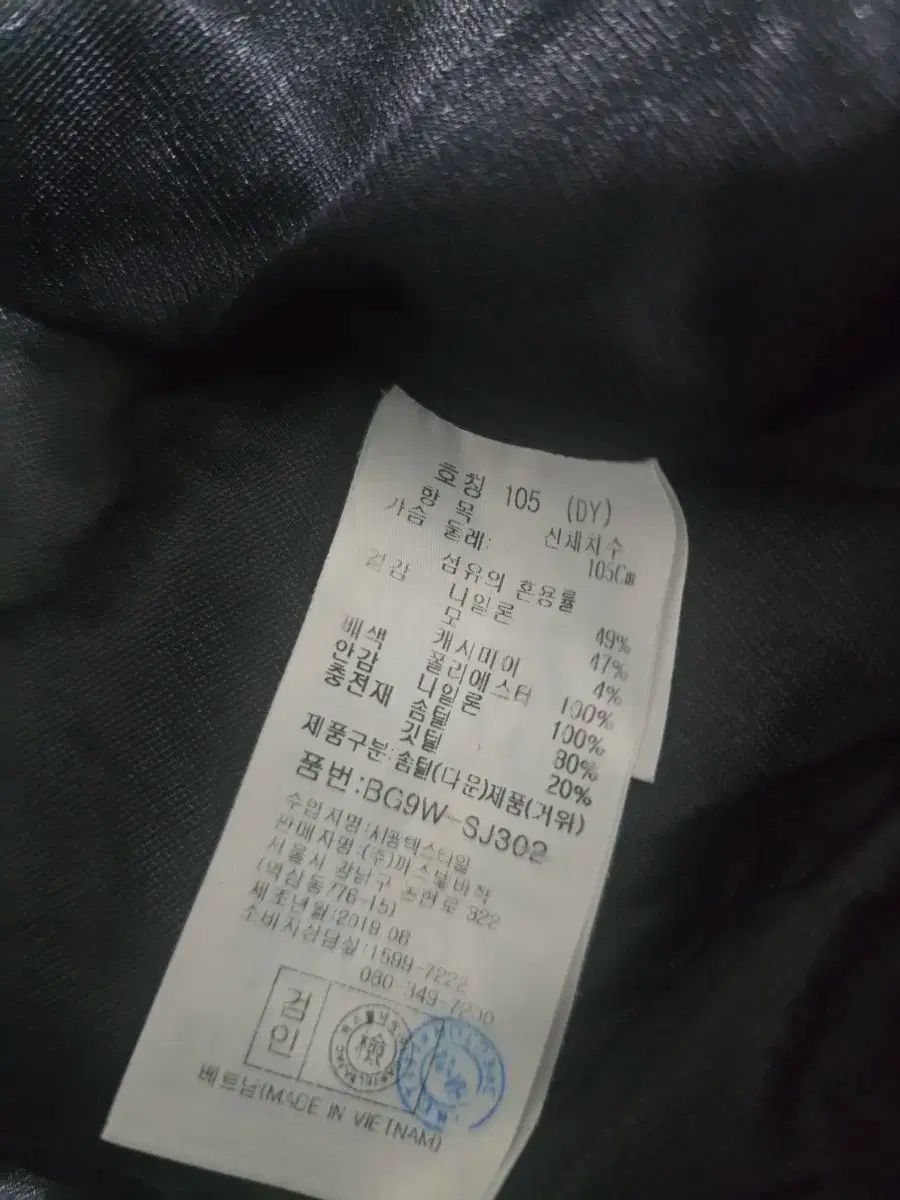 호칭 105 (DY)
항목 신체치수
가슴둘레: 105Cm
섬유의 혼용률
겉감 나일론 49%
모 47%
캐시미어 4%
배색 폴리에스터 100%
안감 나일론 100%
충전재 솜털 80%
깃털 20%
제품구분:솜털(다운)제품(거위)
품번:BG9W-SJ302
수입자명:시몽텍스타일
판매자명:(주)까스텔바작
서울시 강남구 논현로 322
(역삼동776-15)
제조년월:2019.08
소비자상담실:1589-7222
검인
檢
베트남(MADE IN VIETNAM)